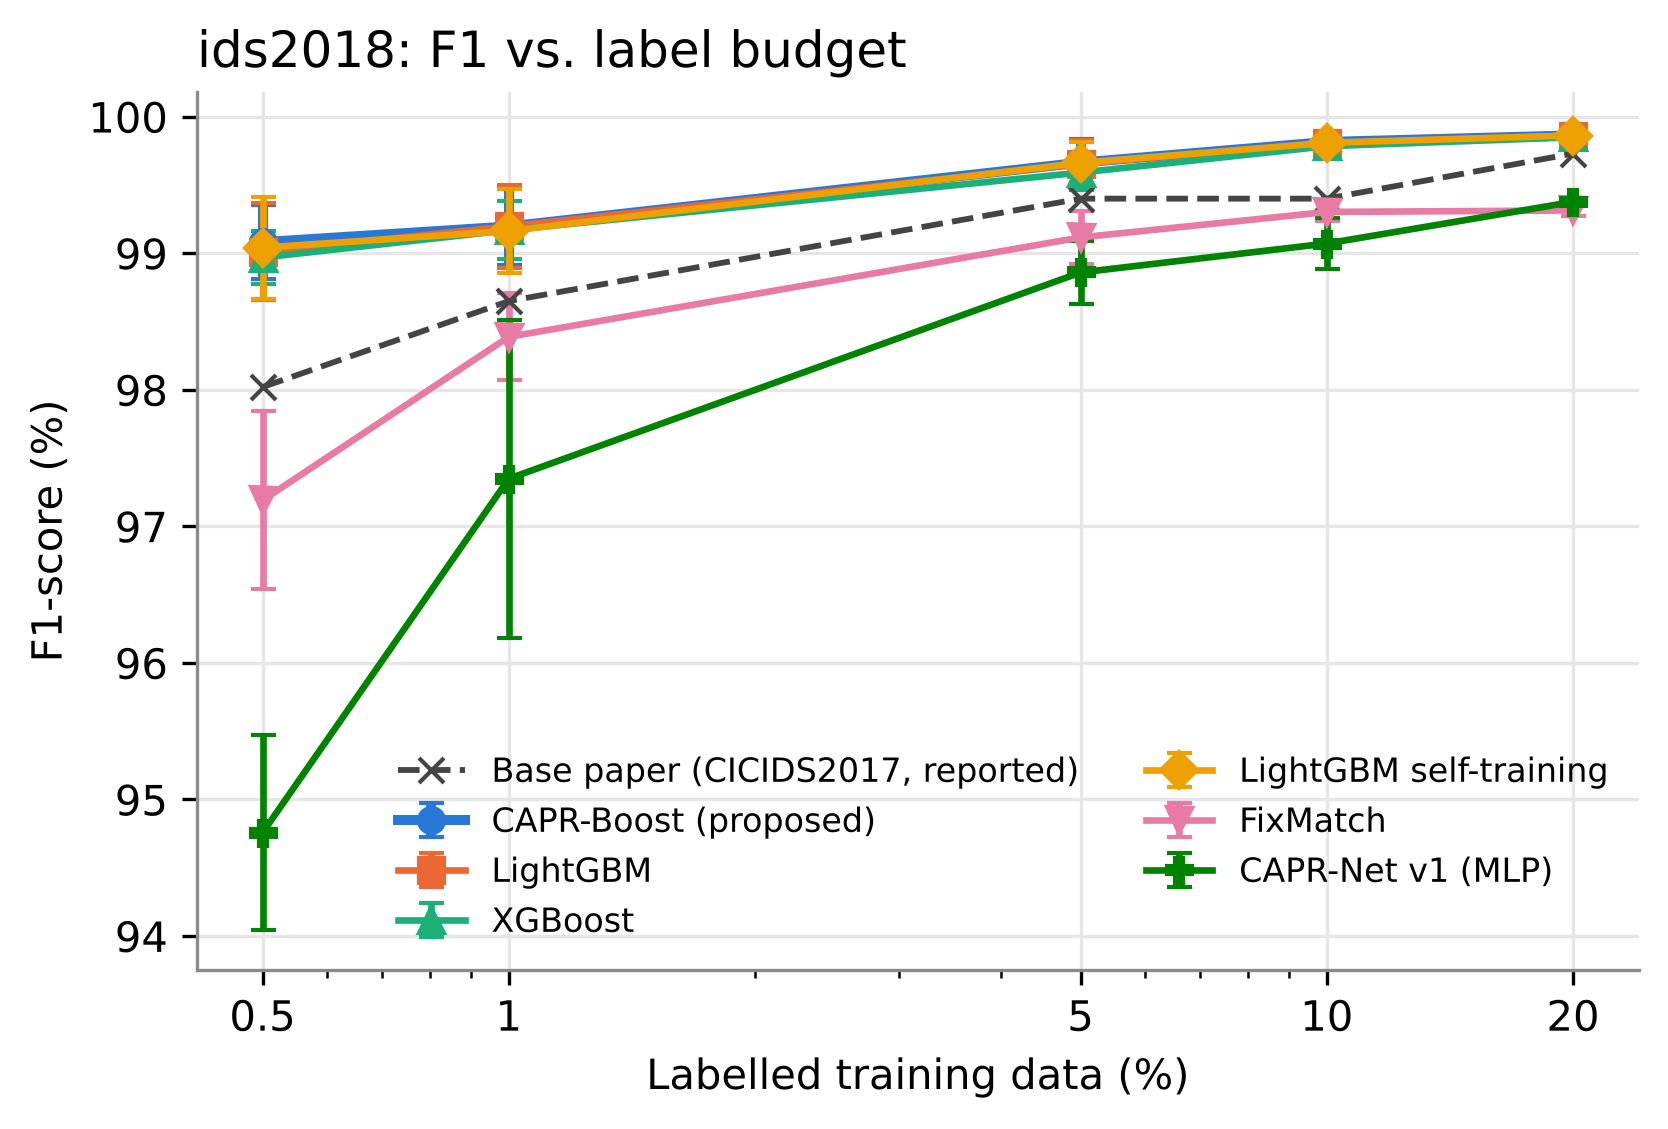 ids2018: F1 vs. label budget
100
99
98
97
96
95
94
F1-score (%)
Base paper (CICIDS2017, reported)
CAPR-Boost (proposed)
LightGBM
XGBoost
LightGBM self-training
FixMatch
CAPR-Net v1 (MLP)
0.5 1 5 10 20
Labelled training data (%)